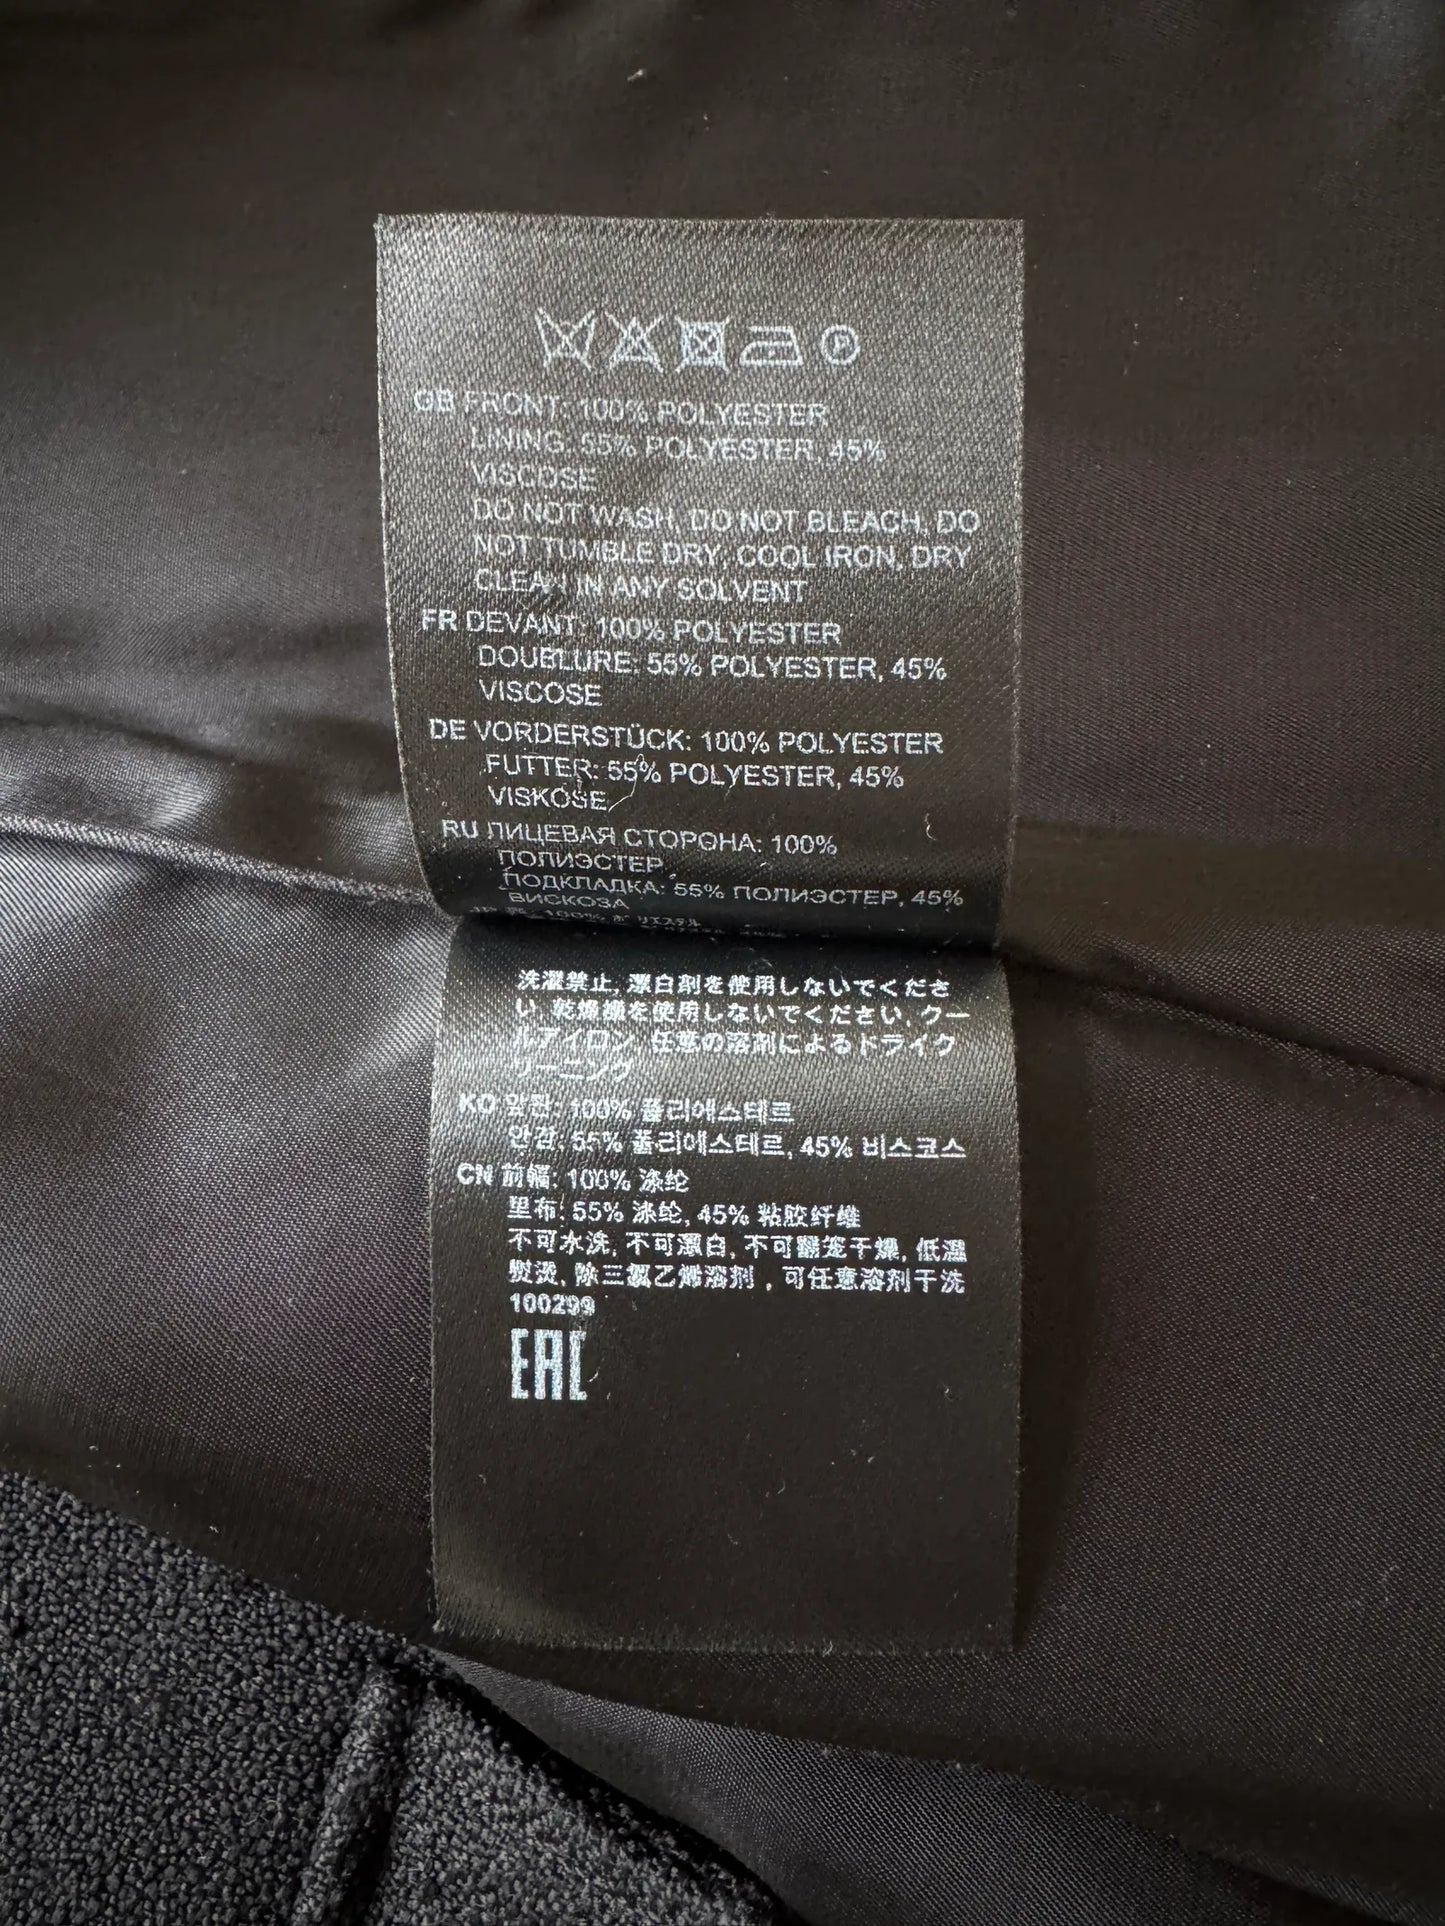 GB FRONT: 100% POLYESTER
LINING: 55% POLYESTER, 45%
VISCOSE
DO NOT WASH, DO NOT BLEACH, DO
NOT TUMBLE DRY, COOL IRON, DRY
CLEAN IN ANY SOLVENT
FR DEVANT: 100% POLYESTER
DOUBLURE: 55% POLYESTER, 45%
VISCOSE
DE VORDERSTÜCK: 100% POLYESTER
FUTTER: 55% POLYESTER, 45%
VISKOSE
RU ЛИЦЕВАЯ СТОРОНА: 100%
ПОЛИЭСТЕР
ПОДКЛАДКА: 55% ПОЛИЭСТЕР, 45%
ВИСКОЗА
100% ポリエステル
洗濯禁止, 漂白剤を使用しないでくださ
い, 乾燥機を使用しないでください, クー
ルアイロン, 任意の溶剤によるドライク
リーニング
KO 앞판: 100% 폴리에스테르
안감: 55% 폴리에스테르, 45% 비스코스
CN 前幅: 100% 涤纶
里布: 55% 涤纶, 45% 粘胶纤维
不可水洗, 不可漂白, 不可翻笼干燥, 低温
熨烫, 除三氯乙烯溶剂，可任意溶剂干洗
100299
EAC